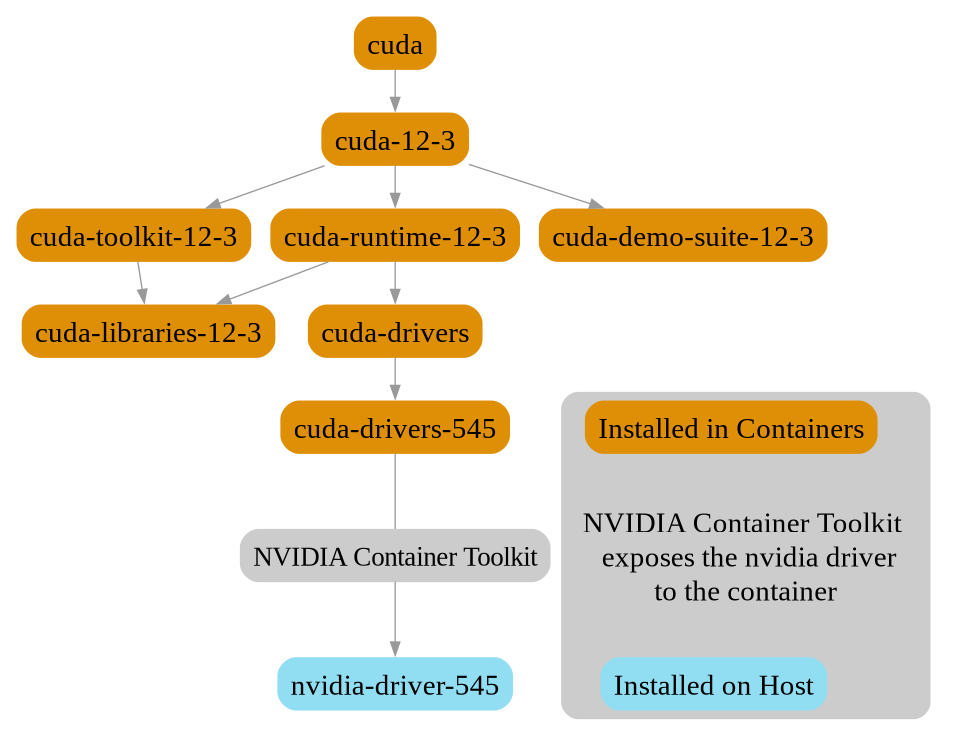 cuda
cuda-12-3
cuda-toolkit-12-3
cuda-runtime-12-3
cuda-demo-suite-12-3
cuda-libraries-12-3
cuda-drivers
cuda-drivers-545
Installed in Containers
NVIDIA Container Toolkit
exposes the nvidia driver
to the container
NVIDIA Container Toolkit
nvidia-driver-545
Installed on Host